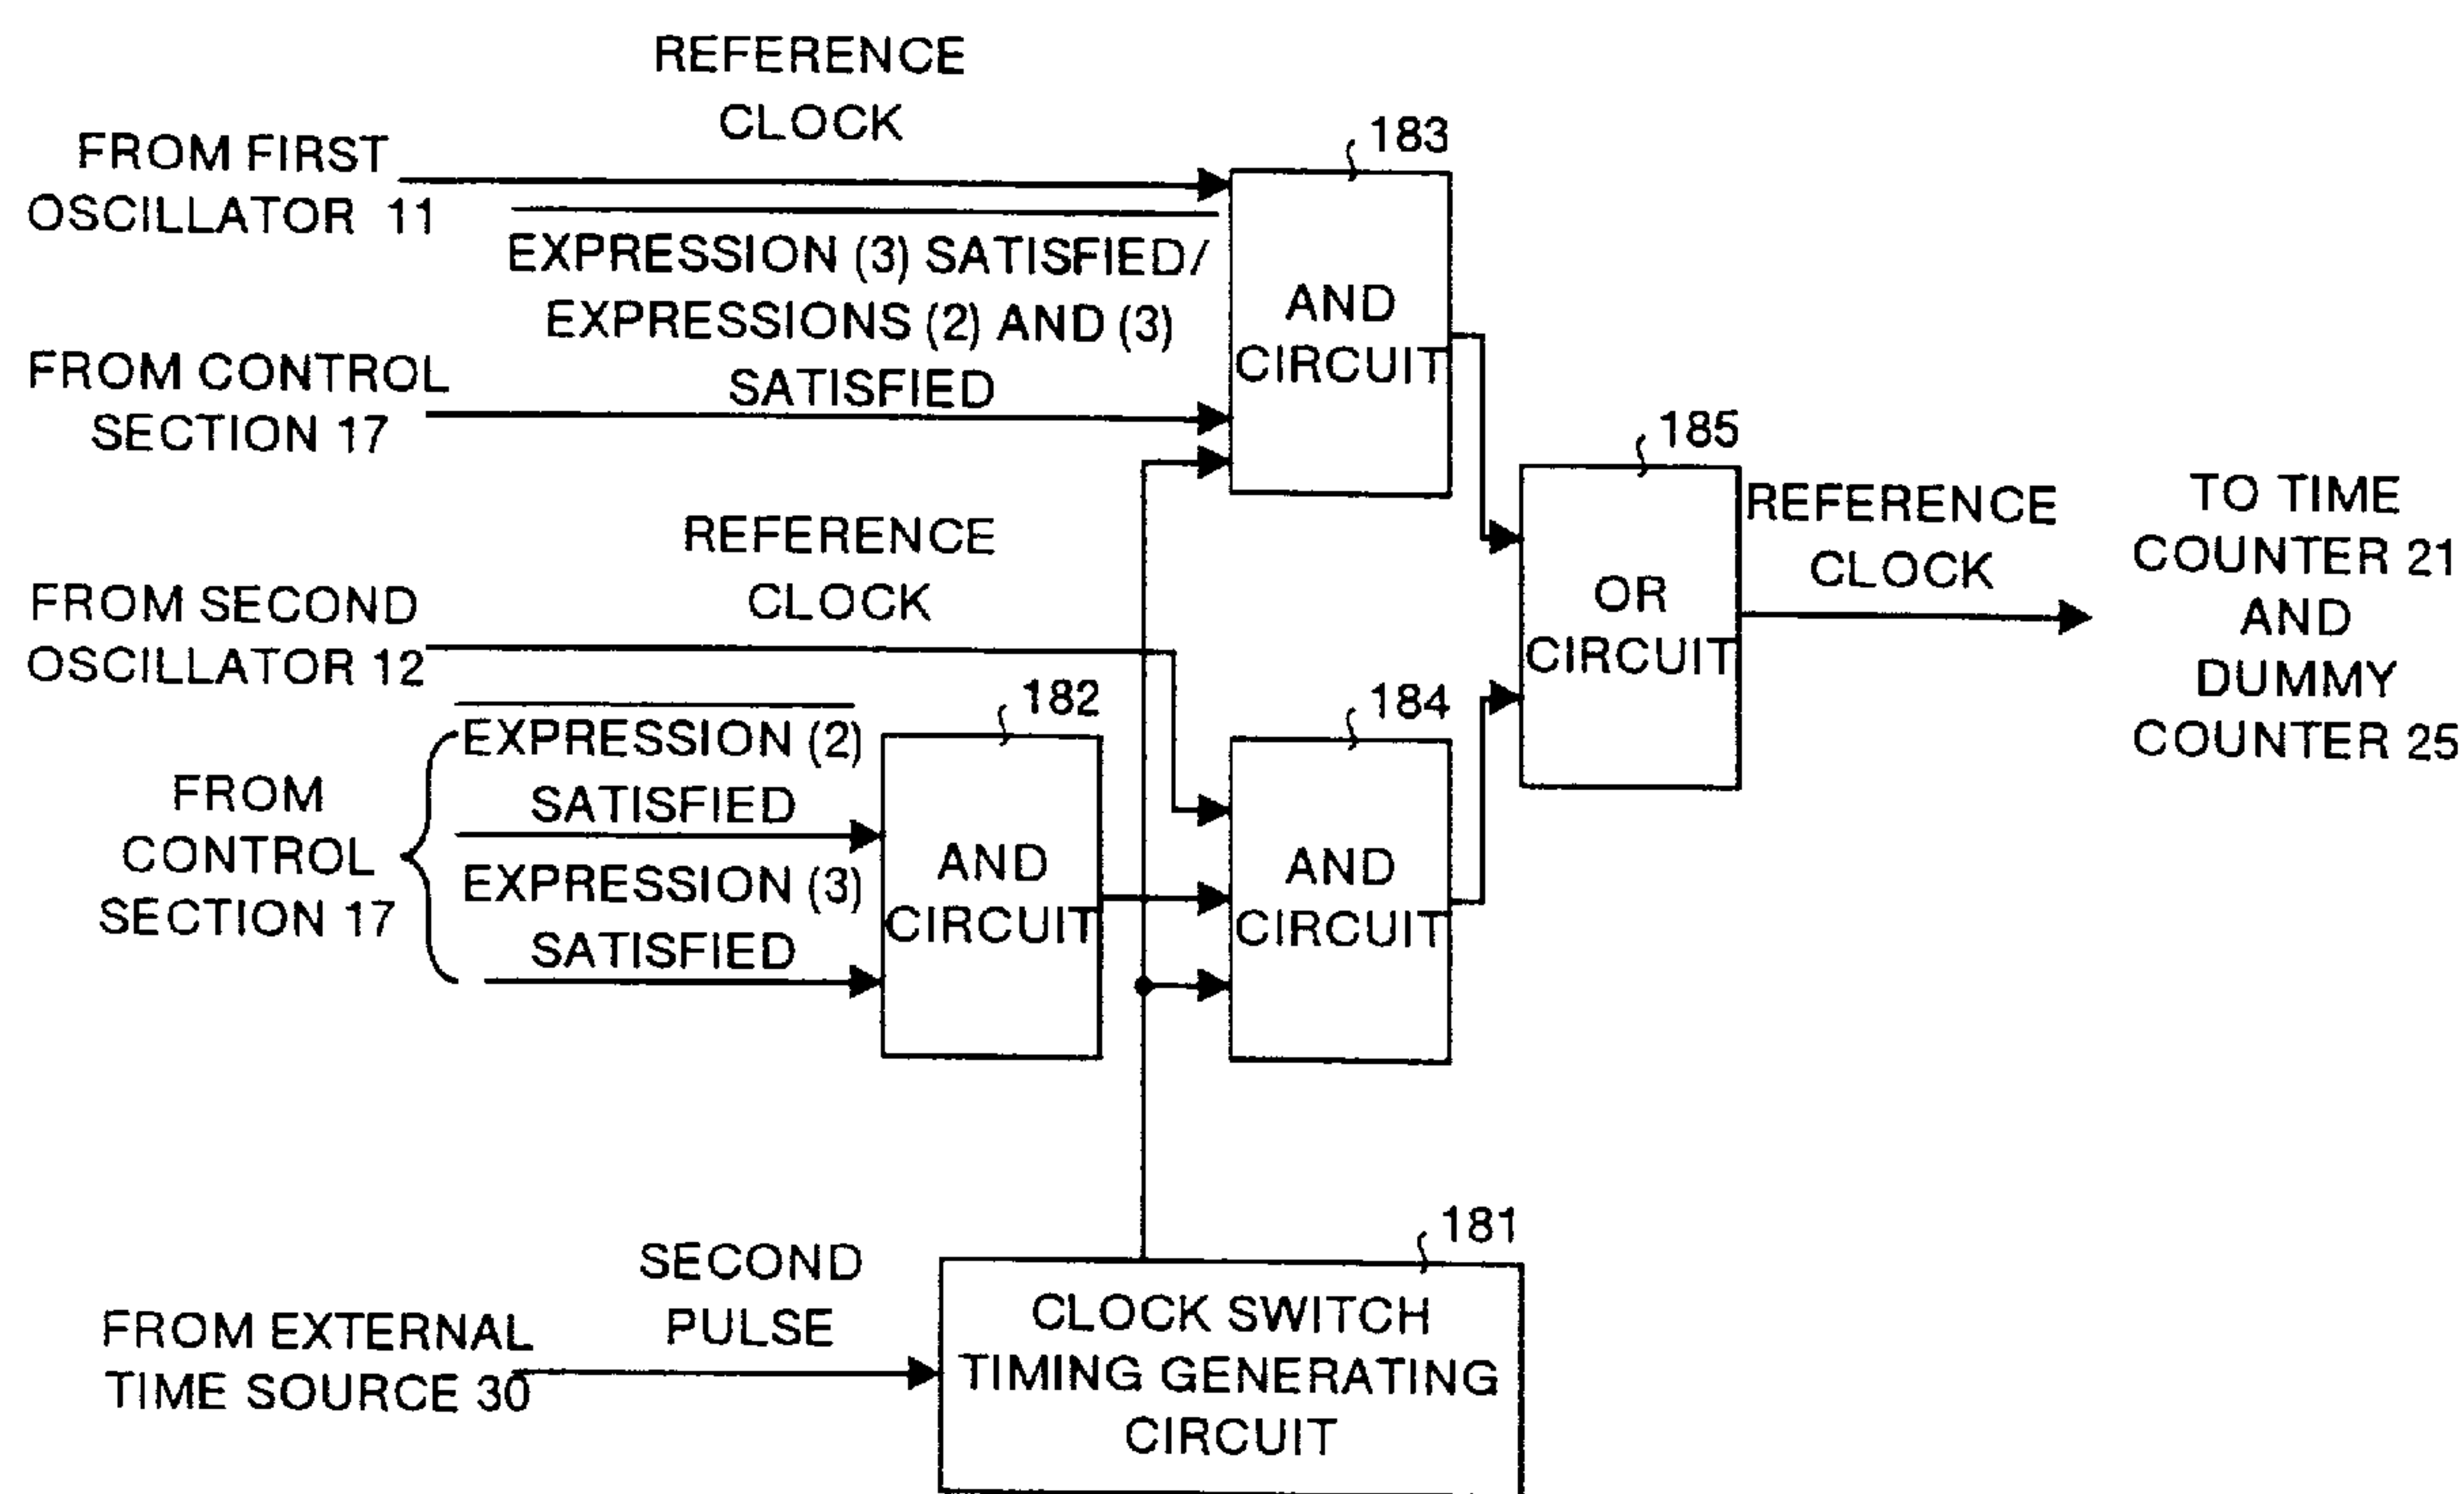 REFERENCE
CLOCK
183
FROM FIRST
OSCILLATOR 11
EXPRESSION (3) SATISFIED/
EXPRESSIONS (2) AND (3)
SATISFIED
AND
CIRCUIT
FROM CONTROL
SECTION 17
185
REFERENCE
CLOCK
TO TIME
COUNTER 21
AND
DUMMY
COUNTER 25
OR
CIRCUIT
REFERENCE
CLOCK
FROM SECOND
OSCILLATOR 12
182
184
EXPRESSION (2)
SATISFIED
EXPRESSION (3)
SATISFIED
FROM
CONTROL
SECTION 17
AND
CIRCUIT
AND
CIRCUIT
181
SECOND
PULSE
FROM EXTERNAL
TIME SOURCE 30
CLOCK SWITCH
TIMING GENERATING
CIRCUIT